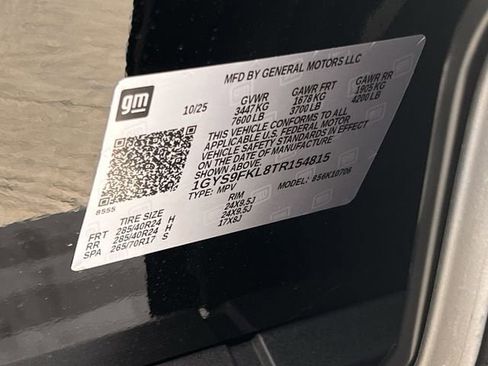 MFD BY GENERAL MOTORS LLC
gm
10/25 GVWR GAWR FRT GAWR RR
3447 KG 1678 KG 1905 KG
7600 LB 3700 LB 4200 LB
THIS VEHICLE CONFORMS TO ALL
APPLICABLE U.S. FEDERAL MOTOR
VEHICLE SAFETY STANDARDS IN EFFECT
ON THE DATE OF MANUFACTURE
SHOWN ABOVE.
1GYS9FKL8TR154815
TYPE: MPV MODEL: 856K10706
8555
TIRE SIZE RIM
FRT 285/40R24 H 24X9.5J
RR 285/40R24 H 24X9.5J
SPA 265/70R17 S 17X8J